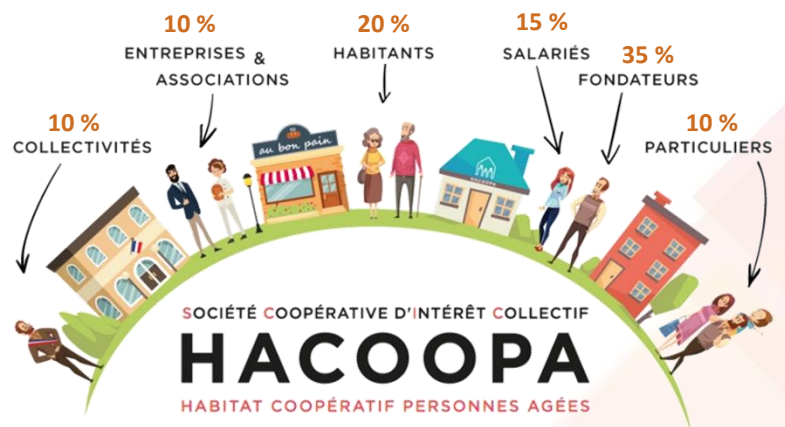 10 %
COLLECTIVITÉS
10 %
ENTREPRISES &
ASSOCIATIONS
20 %
HABITANTS
15 %
SALARIÉS
35 %
FONDATEURS
10 %
PARTICULIERS
au bon pain
HACOOPA
SOCIÉTÉ COOPÉRATIVE D'INTÉRÊT COLLECTIF
HACOOPA
HABITAT COOPÉRATIF PERSONNES AGÉES